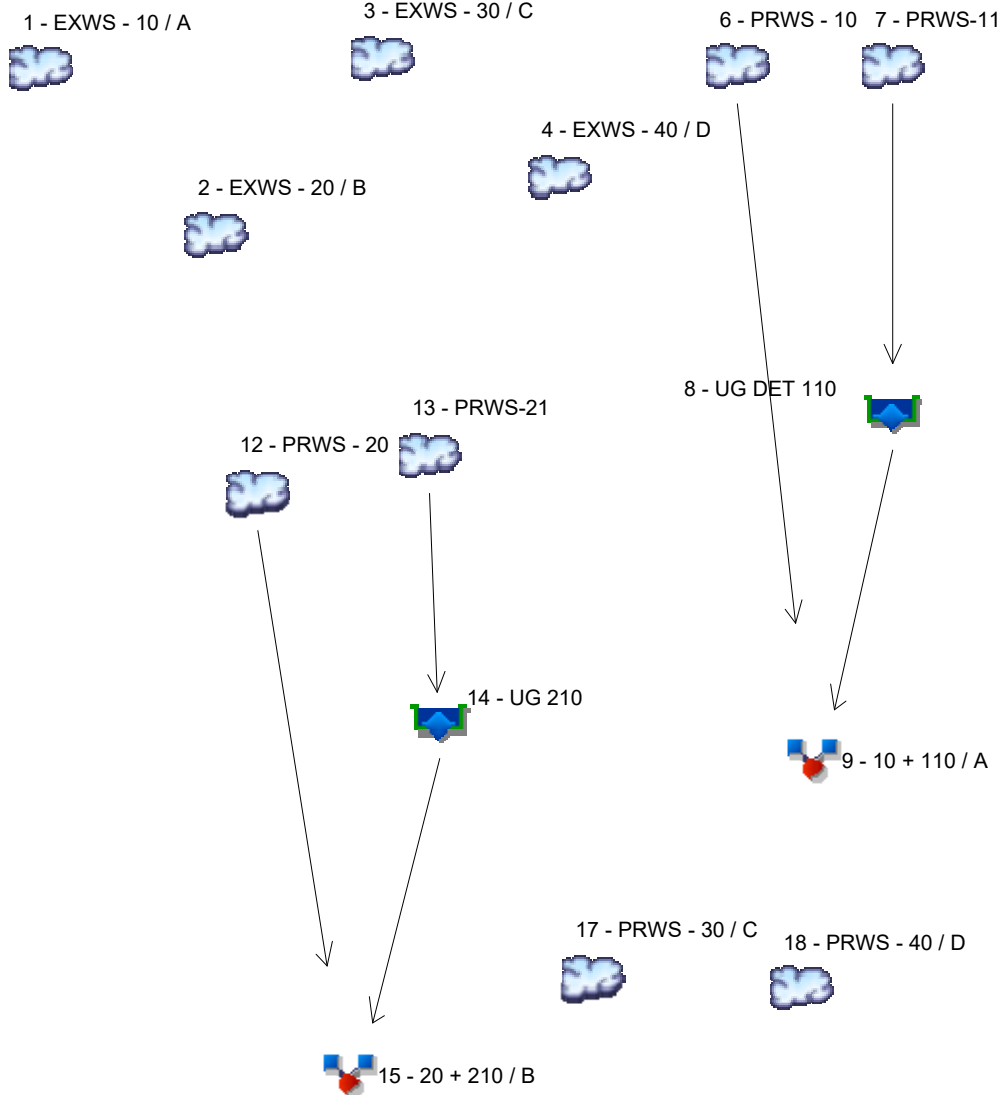 1 - EXWS - 10 / A
3 - EXWS - 30 / C
6 - PRWS - 10
7 - PRWS-11
4 - EXWS - 40 / D
2 - EXWS - 20 / B
8 - UG DET 110
13 - PRWS-21
12 - PRWS - 20
14 - UG 210
9 - 10 + 110 / A
17 - PRWS - 30 / C
18 - PRWS - 40 / D
15 - 20 + 210 / B